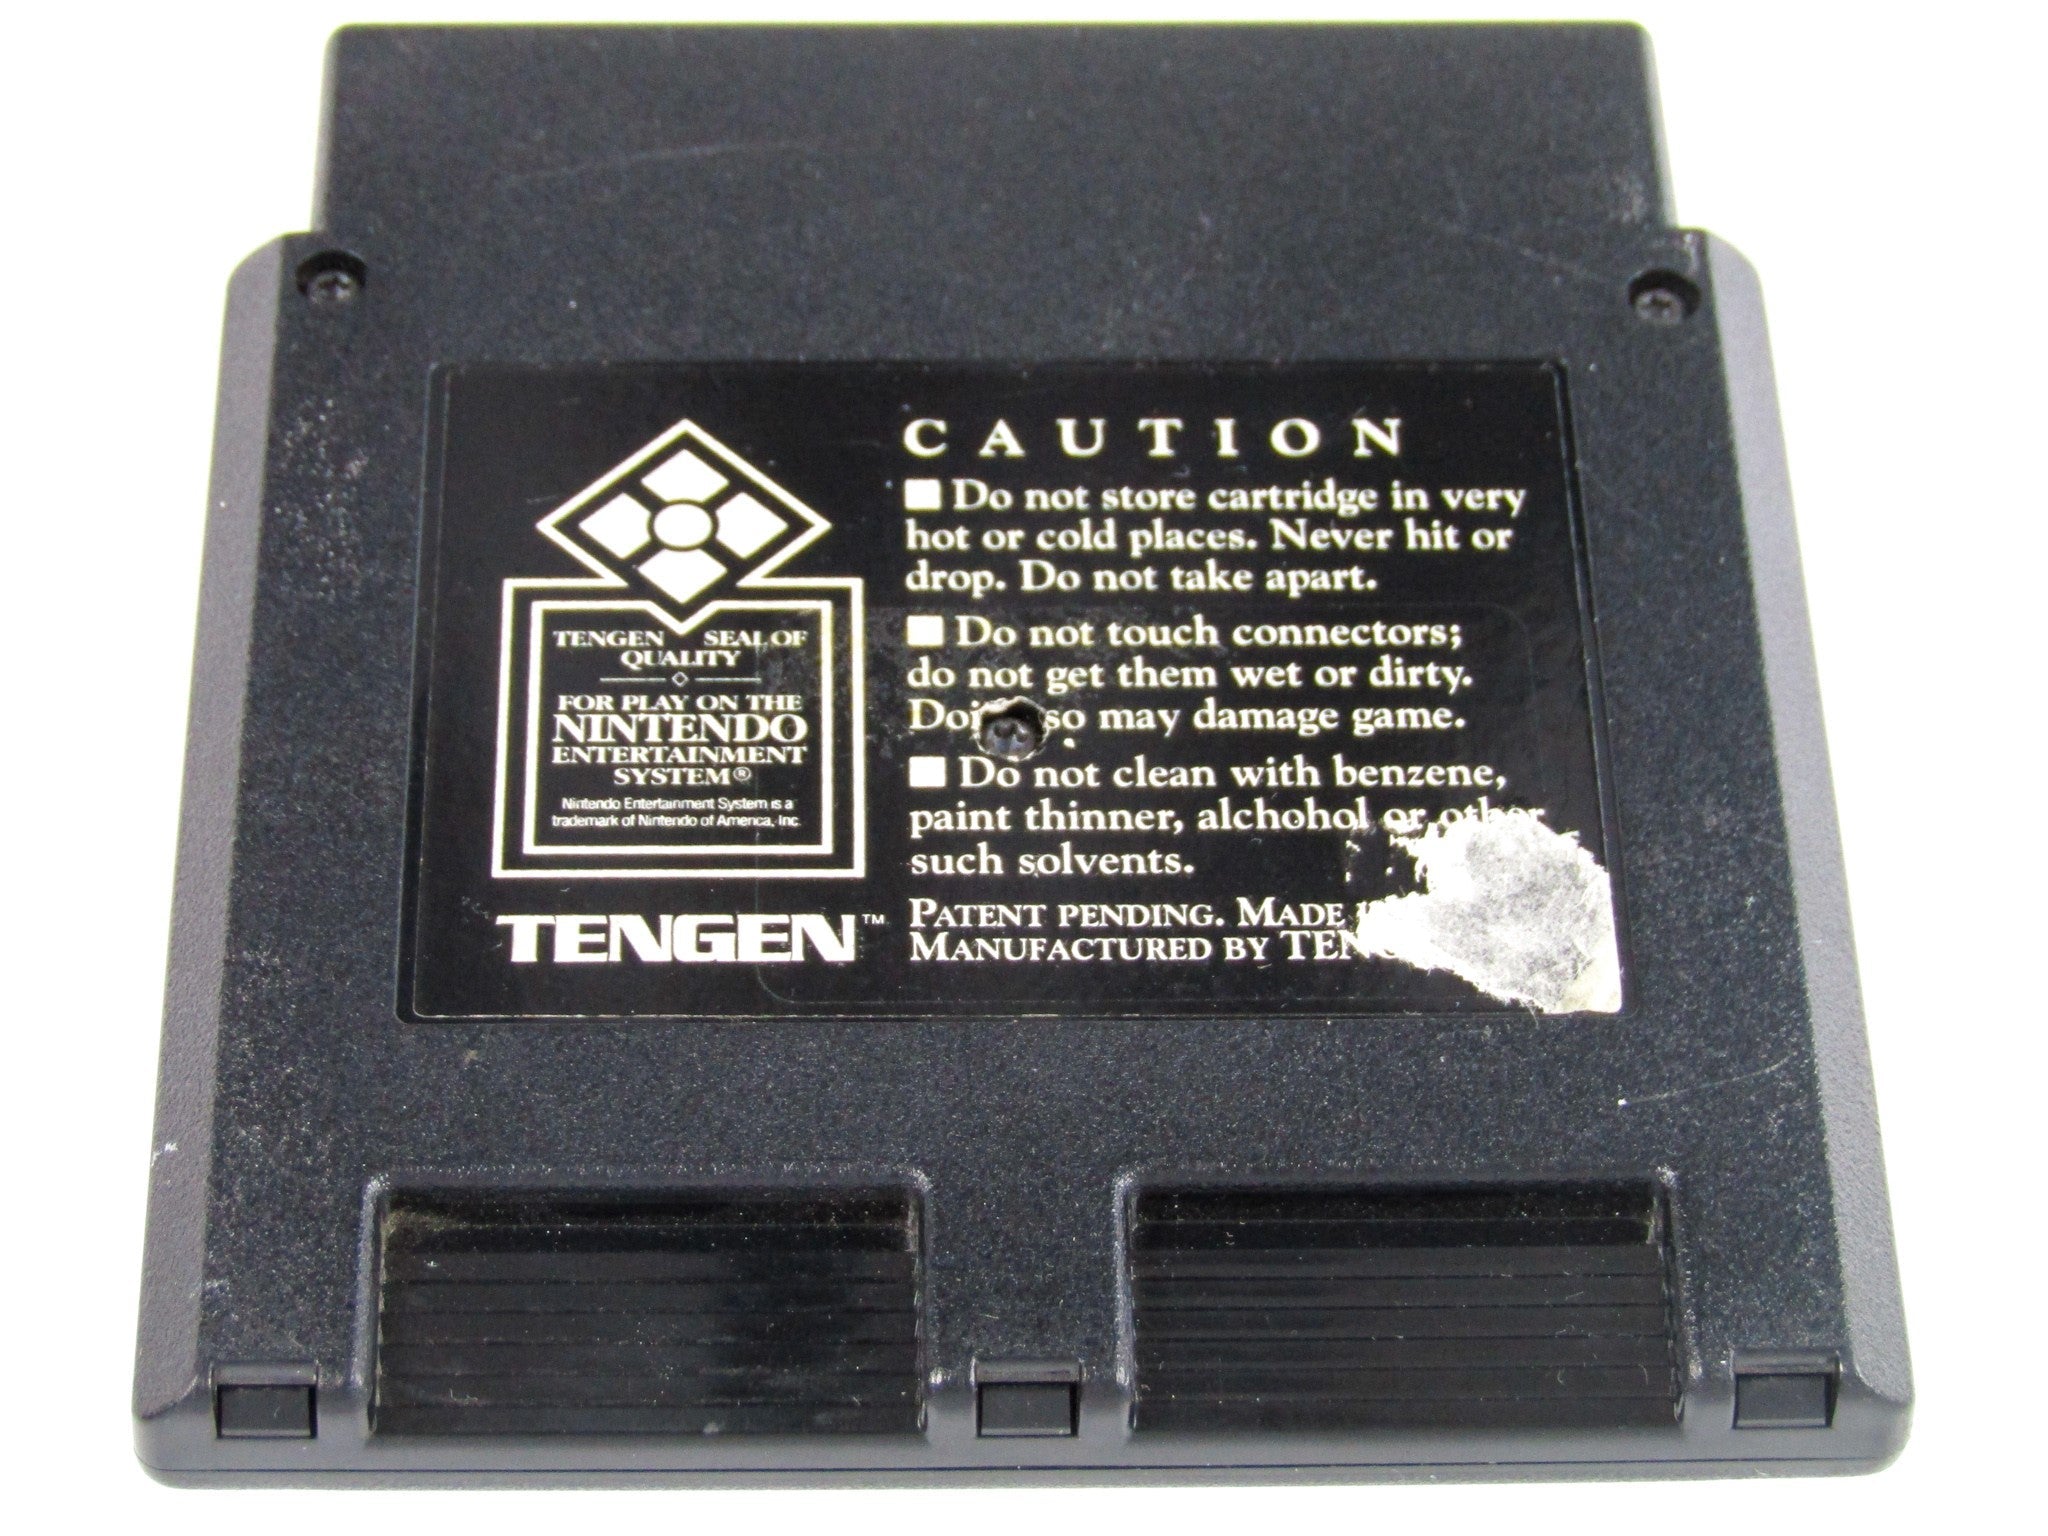 TENGEN SEAL OF
QUALITY
FOR PLAY ON THE
NINTENDO
ENTERTAINMENT
SYSTEM®
Nintendo Entertainment System is a
trademark of Nintendo of America, Inc.
TENGEN™
CAUTION
Do not store cartridge in very
hot or cold places. Never hit or
drop. Do not take apart.
Do not touch connectors;
do not get them wet or dirty.
so may damage game.
Do not clean with benzene,
paint thinner, alchohol or other
such solvents.
PATENT PENDING. MADE
MANUFACTURED BY